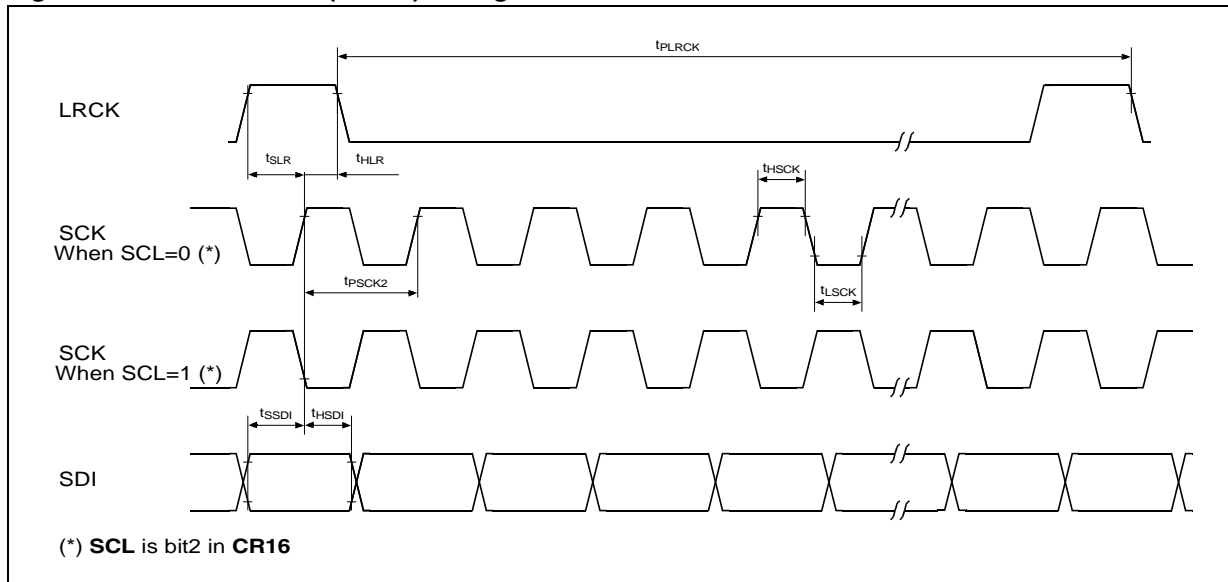 tPLRCK
LRCK
tSLR
tHLR
tHSCK
SCK
When SCL=0 (*)
tPSCK2
tLSCK
SCK
When SCL=1 (*)
tSSDI
tHSDI
SDI
(*) SCL is bit2 in CR16